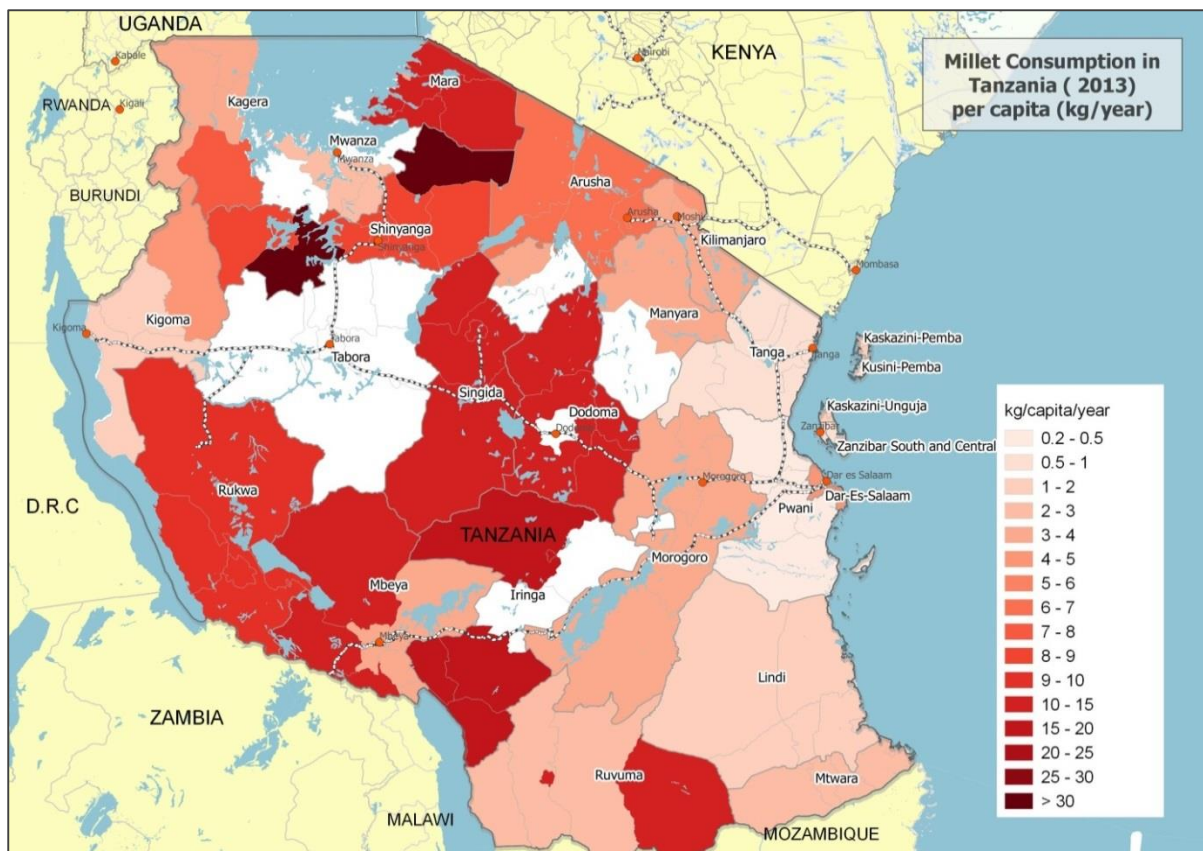 UGANDA
Kabale
KENYA
Nairobi
Millet Consumption in
Tanzania ( 2013)
per capita (kg/year)
Mara
Kagera
RWANDA
Kigali
Mwanza
Mwanza
BURUNDI
Arusha
Arusha
Moshi
Shinyanga
Shinyanga
Kilimanjaro
Mombasa
Kigoma
Kigoma
Manyara
Tabora
Tabora
Tanga
Tanga
Kaskazini-Pemba
Kusini-Pemba
Singida
Dodoma
Kaskazini-Unguja
Zanzibar
Zanzibar South and Central
Rukwa
Morogoro
Dar es Salaam
Dar-Es-Salaam
Pwani
D.R.C
TANZANIA
Morogoro
Mbeya
Iringa
Mbeya
Lindi
ZAMBIA
Ruvuma
Mtwara
MALAWI
MOZAMBIQUE
kg/capita/year
0.2 - 0.5
0.5 - 1
1 - 2
2 - 3
3 - 4
4 - 5
5 - 6
6 - 7
7 - 8
8 - 9
9 - 10
10 - 15
15 - 20
20 - 25
25 - 30
> 30